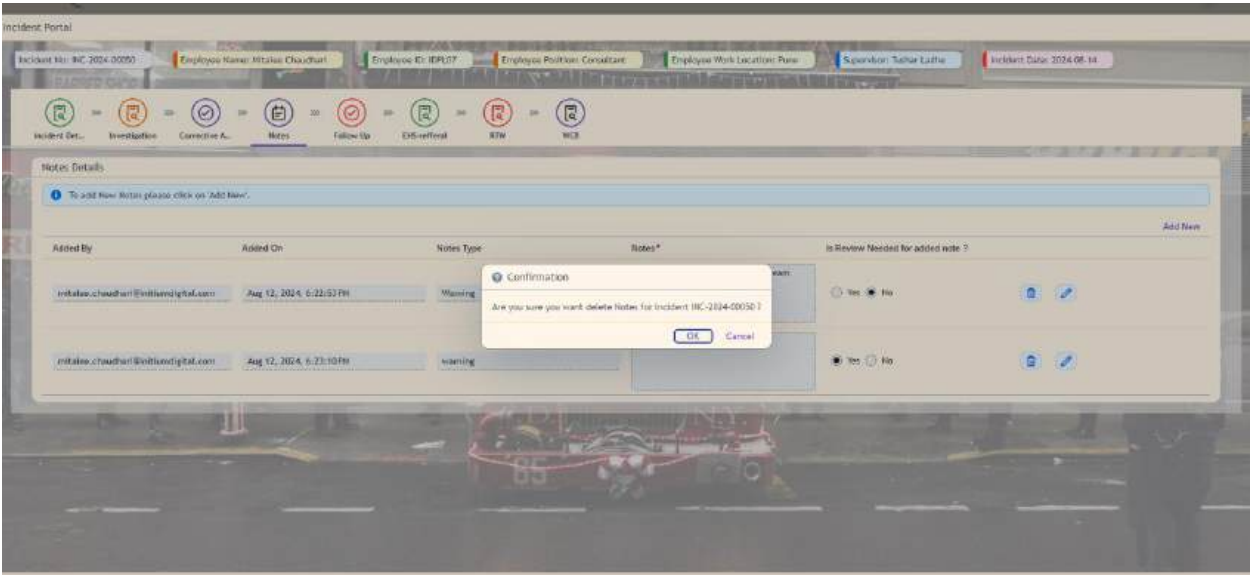 Incident Portal
Incident No: INC-2024-00050
Employee Name: Mitalee Chaudhari
Employee ID: IDPL07
Employee Position: Consultant
Employee Work Location: Pune
Supervisor: Tushar Lathe
Incident Date: 2024-08-14
Incident Det...
Investigation
Corrective A...
Notes
Follow Up
EHS-refferal
RTW
WCB
Notes Details
To add New Notes please click on 'Add New'.
Add New
Added By
Added On
Notes Type
Notes*
Is Review Needed for added note ?
mitalee.chaudhari@initiumdigital.com
Aug 12, 2024, 6:22:53 PM
Warning
Yes
No
Confirmation
Are you sure you want delete Notes for Incident INC-2024-00050 ?
OK
Cancel
mitalee.chaudhari@initiumdigital.com
Aug 12, 2024, 6:23:10 PM
warning
Yes
No
85